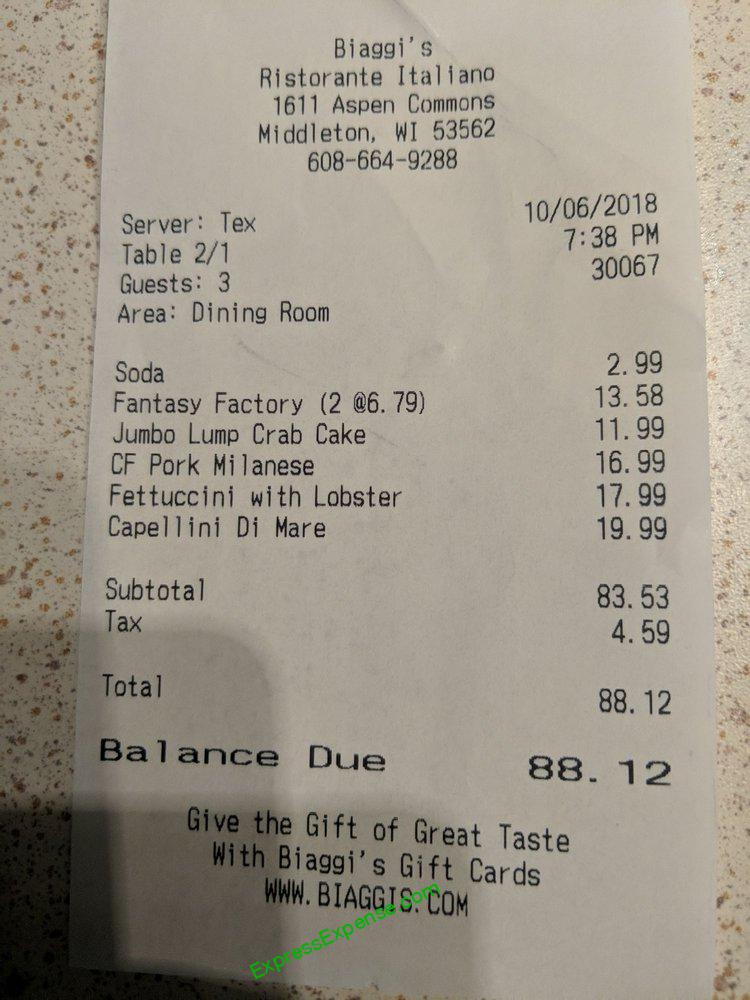 Biaggi's
Ristorante Italiano
1611 Aspen Commons
Middleton, WI 53562
608-664-9288
Server: Tex 10/06/2018
Table 2/1 7:38 PM
Guests: 3 30067
Area: Dining Room
Soda 2.99
Fantasy Factory (2 @6.79) 13.58
Jumbo Lump Crab Cake 11.99
CF Pork Milanese 16.99
Fettuccini with Lobster 17.99
Capellini Di Mare 19.99
Subtotal 83.53
Tax 4.59
Total 88.12
Balance Due 88.12
Give the Gift of Great Taste
With Biaggi's Gift Cards
WWW.BIAGGIS.COM
ExpressExpense.com